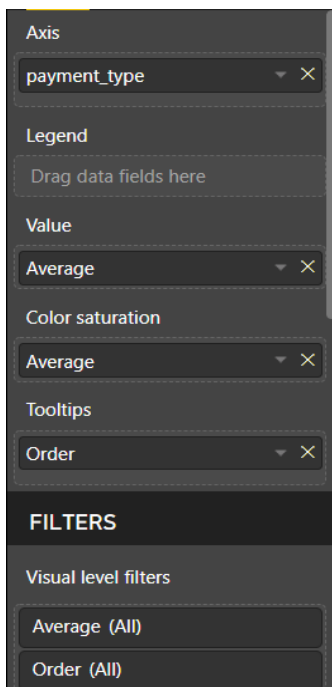 Axis
payment_type
Legend
Drag data fields here
Value
Average
Color saturation
Average
Tooltips
Order
FILTERS
Visual level filters
Average (All)
Order (All)